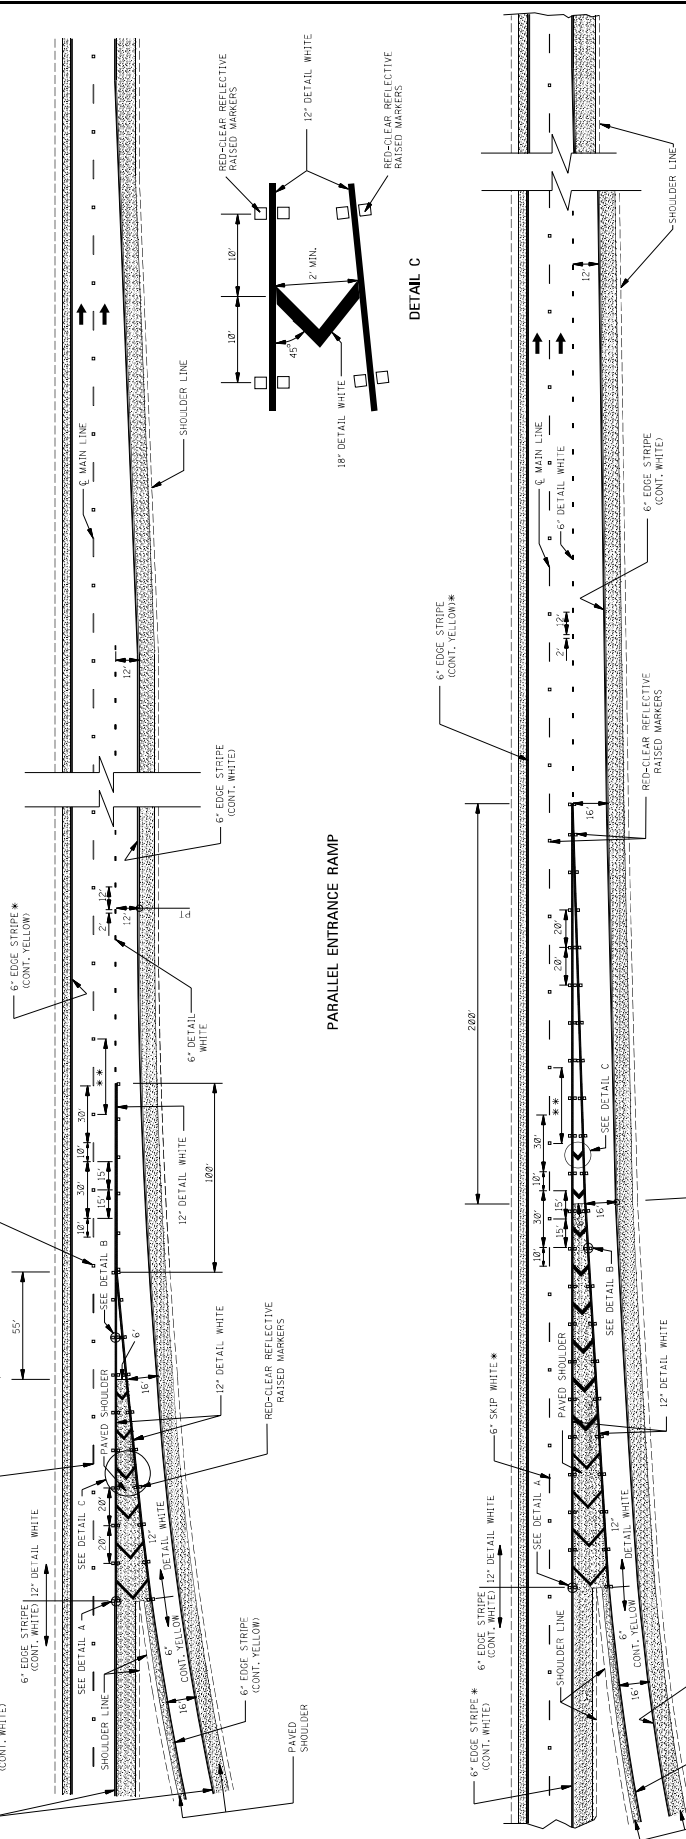 RED-CLEAR REFLECTIVE
RAISED MARKERS
12" DETAIL WHITE
RED-CLEAR REFLECTIVE
RAISED MARKERS
10'
10'
2' MIN.
45°
18" DETAIL WHITE
DETAIL C
℄ MAIN LINE
SHOULDER LINE
12'
6" EDGE STRIPE
(CONT. WHITE)
6" EDGE STRIPE *
(CONT. YELLOW)
2'
12'
12'
PT
6" DETAIL
WHITE
PARALLEL ENTRANCE RAMP
**
30'
10'
30'
10'
15'
15'
12" DETAIL WHITE
100'
SEE DETAIL B
55'
6'
16'
PAVED SHOULDER
12" DETAIL WHITE
RED-CLEAR REFLECTIVE
RAISED MARKERS
SEE DETAIL C
20'
20'
12"
DETAIL WHITE
6" EDGE STRIPE
(CONT. WHITE)
12" DETAIL WHITE
SEE DETAIL A
SHOULDER LINE
6"
CONT. YELLOW
16'
6" EDGE STRIPE
(CONT. YELLOW)
PAVED
SHOULDER
(CONT. WHITE)
SHOULDER LINE
12'
℄ MAIN LINE
6" DETAIL WHITE
6" EDGE STRIPE
(CONT. WHITE)
6" EDGE STRIPE
(CONT. YELLOW)*
2'
12'
RED-CLEAR REFLECTIVE
RAISED MARKERS
16'
200'
20'
20'
**
SEE DETAIL C
30'
10'
30'
10'
15'
15'
16'
SEE DETAIL B
PAVED SHOULDER
12" DETAIL WHITE
6" SKIP WHITE *
SEE DETAIL A
12"
DETAIL WHITE
6" EDGE STRIPE
(CONT. WHITE)
12" DETAIL WHITE
SHOULDER LINE
6"
CONT. YELLOW
16'
6" EDGE STRIPE *
(CONT. WHITE)